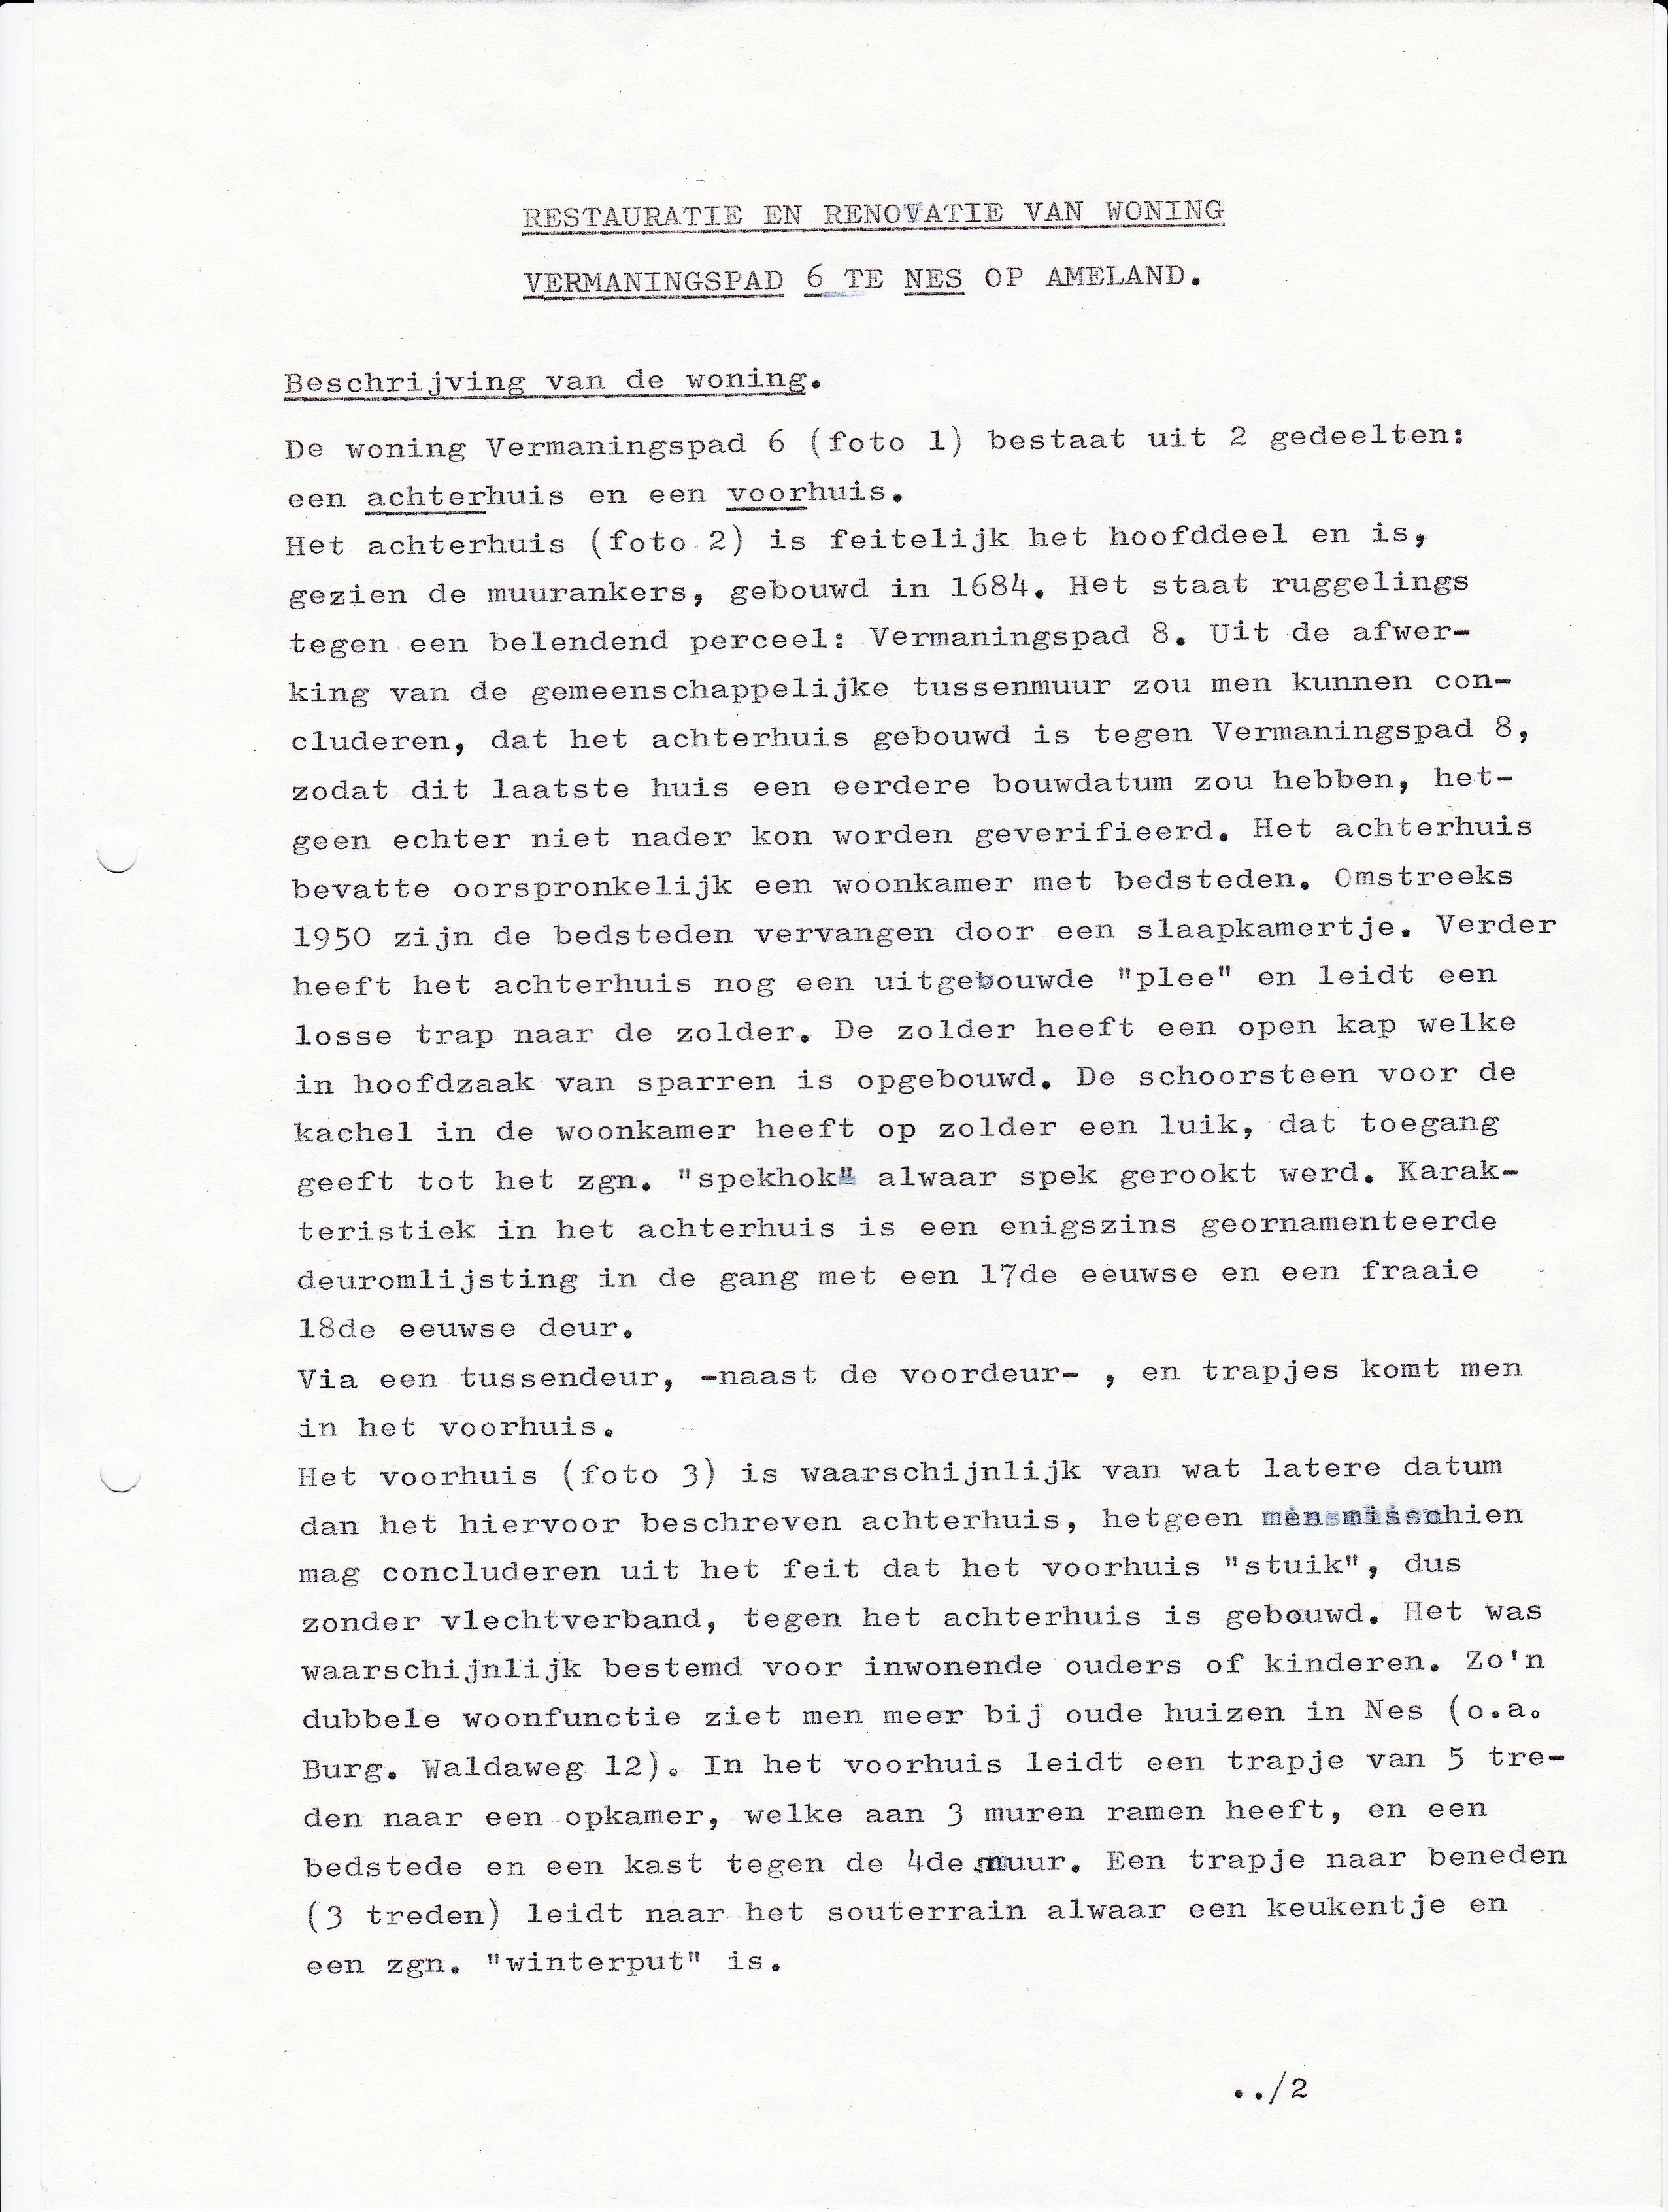 RESTAURATIE EN RENOVATIE VAN WONING
VERMANINGSPAD 6 TE NES OP AMELAND.
Beschrijving van de woning.
De woning Vermaningspad 6 (foto 1) bestaat uit 2 gedeelten:
een achterhuis en een voorhuis.
Het achterhuis (foto 2) is feitelijk het hoofddeel en is,
gezien de muurankers, gebouwd in 1684. Het staat ruggelings
tegen een belendend perceel: Vermaningspad 8. Uit de afwer-
king van de gemeenschappelijke tussenmuur zou men kunnen con-
cluderen, dat het achterhuis gebouwd is tegen Vermaningspad 8,
zodat dit laatste huis een eerdere bouwdatum zou hebben, het-
geen echter niet nader kon worden geverifieerd. Het achterhuis
bevatte oorspronkelijk een woonkamer met bedsteden. Omstreeks
1950 zijn de bedsteden vervangen door een slaapkamertje. Verder
heeft het achterhuis nog een uitgebouwde "plee" en leidt een
losse trap naar de zolder. De zolder heeft een open kap welke
in hoofdzaak van sparren is opgebouwd. De schoorsteen voor de
kachel in de woonkamer heeft op zolder een luik, dat toegang
geeft tot het zgn. "spekhok" alwaar spek gerookt werd. Karak-
teristiek in het achterhuis is een enigszins geornamenteerde
deuromlijsting in de gang met een 17de eeuwse en een fraaie
18de eeuwse deur.
Via een tussendeur, -naast de voordeur- , en trapjes komt men
in het voorhuis.
Het voorhuis (foto 3) is waarschijnlijk van wat latere datum
dan het hiervoor beschreven achterhuis, hetgeen men misschien
mag concluderen uit het feit dat het voorhuis "stuik", dus
zonder vlechtverband, tegen het achterhuis is gebouwd. Het was
waarschijnlijk bestemd voor inwonende ouders of kinderen. Zo'n
dubbele woonfunctie ziet men meer bij oude huizen in Nes (o.a.
Burg. Waldaweg 12). In het voorhuis leidt een trapje van 5 tre-
den naar een opkamer, welke aan 3 muren ramen heeft, en een
bedstede en een kast tegen de 4de muur. Een trapje naar beneden
(3 treden) leidt naar het souterrain alwaar een keukentje en
een zgn. "winterput" is.
../2